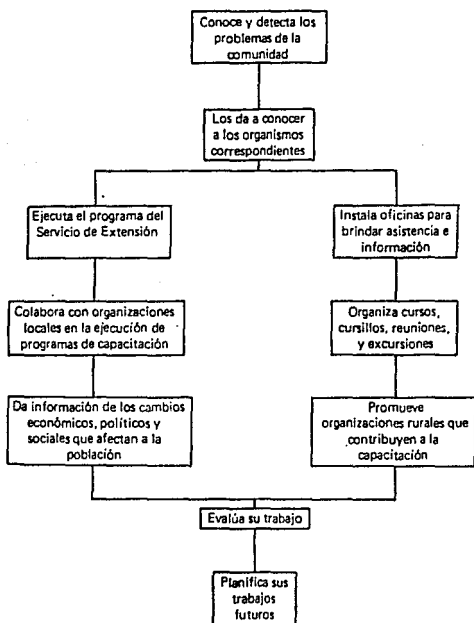 Conoce y detecta los
problemas de la
comunidad
Los da a conocer
a los organismos
correspondientes
Ejecuta el programa del
Servicio de Extensión
Instala oficinas para
brindar asistencia e
información
Colabora con organizaciones
locales en la ejecución de
programas de capacitación
Organiza cursos,
cursillos, reuniones,
y excursiones
Da información de los cambios
económicos, políticos y
sociales que afectan a la
población
Promueve
organizaciones rurales que
contribuyen a la
capacitación
Evalúa su trabajo
Planifica sus
trabajos
futuros